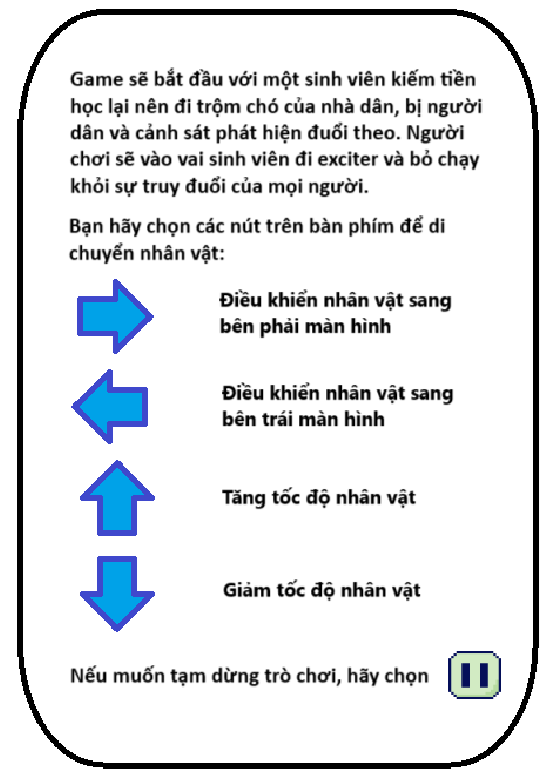 Game sẽ bắt đầu với một sinh viên kiếm tiền
học lại nên đi trộm chó của nhà dân, bị người
dân và cảnh sát phát hiện đuổi theo. Người
chơi sẽ vào vai sinh viên đi exciter và bỏ chạy
khỏi sự truy đuổi của mọi người.
Bạn hãy chọn các nút trên bàn phím để di
chuyển nhân vật:
Điều khiển nhân vật sang
bên phải màn hình
Điều khiển nhân vật sang
bên trái màn hình
Tăng tốc độ nhân vật
Giảm tốc độ nhân vật
Nếu muốn tạm dừng trò chơi, hãy chọn